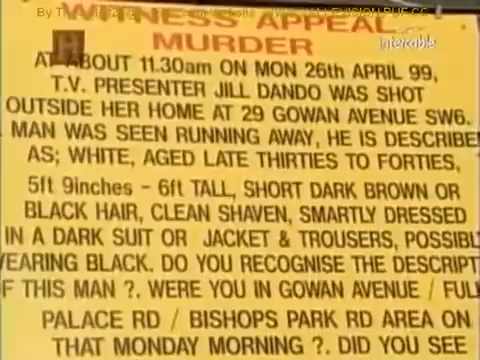 WITNESS APPEAL
MURDER
intercable
AT ABOUT 11.30am ON MON 26th APRIL 99,
T.V. PRESENTER JILL DANDO WAS SHOT
OUTSIDE HER HOME AT 29 GOWAN AVENUE SW6.
MAN WAS SEEN RUNNING AWAY, HE IS DESCRIBE
AS; WHITE, AGED LATE THIRTIES TO FORTIES,
5ft 9inches - 6ft TALL, SHORT DARK BROWN OR
BLACK HAIR, CLEAN SHAVEN, SMARTLY DRESSED
IN A DARK SUIT OR JACKET & TROUSERS, POSSIBL
EARING BLACK. DO YOU RECOGNISE THE DESCRIPT
F THIS MAN ?. WERE YOU IN GOWAN AVENUE / FUL
PALACE RD / BISHOPS PARK RD AREA ON
THAT MONDAY MORNING ?. DID YOU SEE